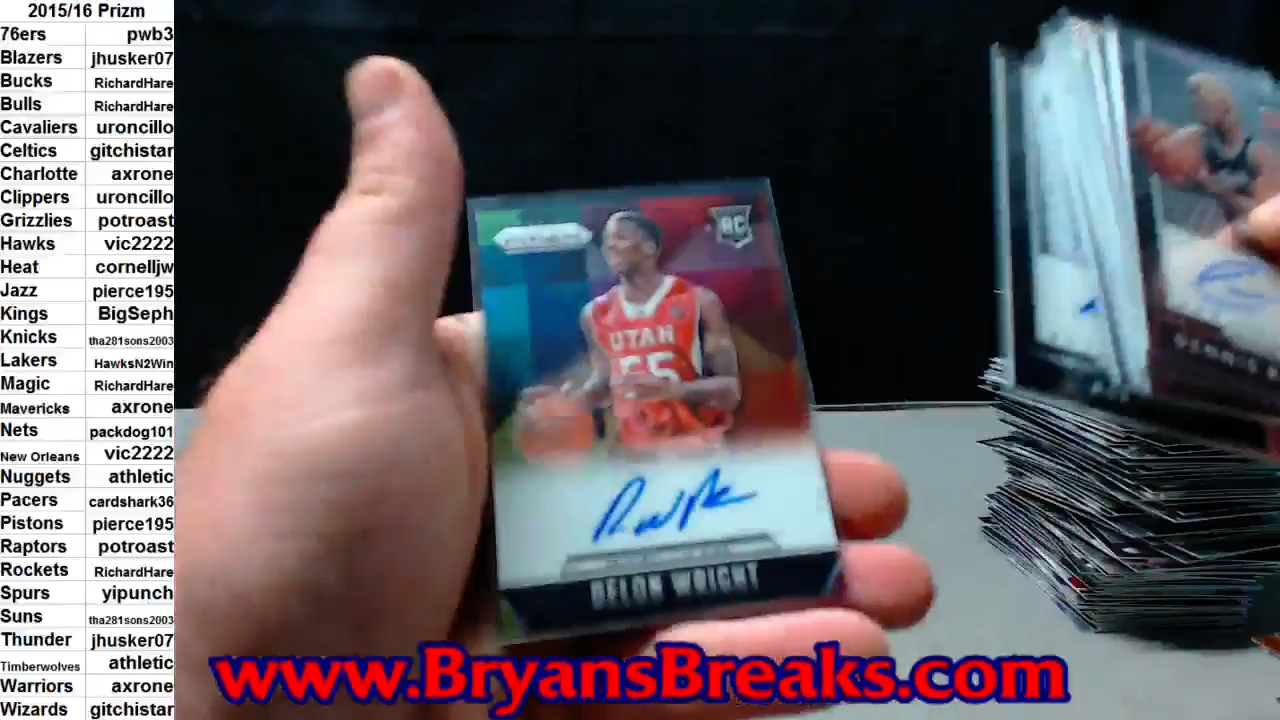 2015/16 Prizm
76ers pwb3
Blazers jhusker07
Bucks RichardHare
Bulls RichardHare
Cavaliers uroncillo
Celtics gitchistar
Charlotte axrone
Clippers uroncillo
Grizzlies potroast
Hawks vic2222
Heat cornelljw
Jazz pierce195
Kings BigSeph
Knicks tha281sons2003
Lakers HawksN2Win
Magic RichardHare
Mavericks axrone
Nets packdog101
New Orleans vic2222
Nuggets athletic
Pacers cardshark36
Pistons pierce195
Raptors potroast
Rockets RichardHare
Spurs yipunch
Suns tha281sons2003
Thunder jhusker07
Timberwolves athletic
Warriors axrone
Wizards gitchistar
RC
UTAH
55
DELON WRIGHT
www.BryansBreaks.com